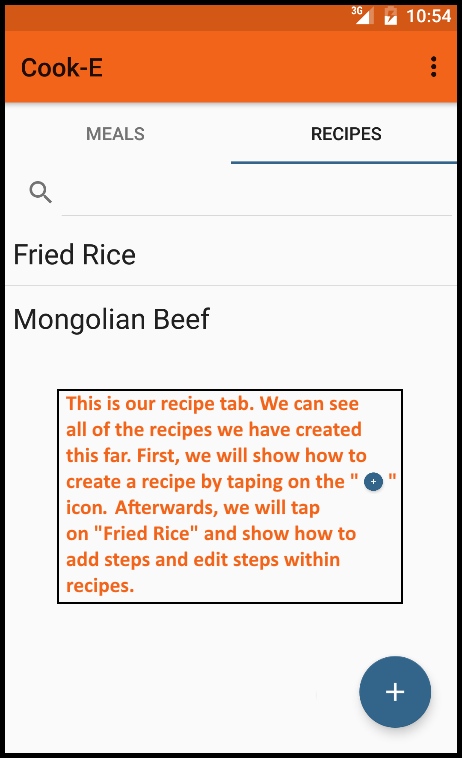 3G 10:54
Cook-E
MEALS RECIPES
Fried Rice
Mongolian Beef
This is our recipe tab. We can see
all of the recipes we have created
this far. First, we will show how to
create a recipe by taping on the " + "
icon. Afterwards, we will tap
on "Fried Rice" and show how to
add steps and edit steps within
recipes.
+